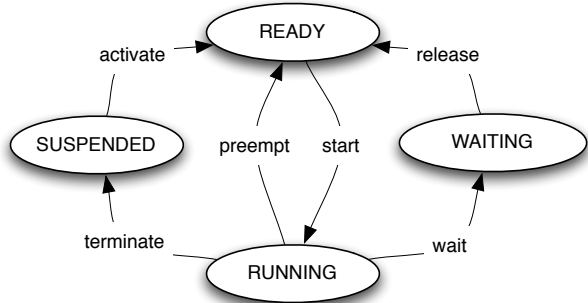 READY
activate
release
SUSPENDED
preempt
start
WAITING
terminate
wait
RUNNING